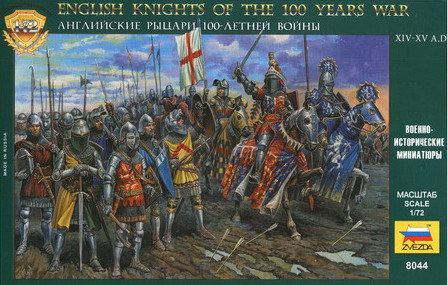 ENGLISH KNIGHTS OF THE 100 YEARS WAR
АНГЛИЙСКИЕ РЫЦАРИ 100-ЛЕТНЕЙ ВОЙНЫ
XIV-XV A.D
MADE IN RUSSIA
ВОЕННО-
ИСТОРИЧЕСКИЕ
МИНИАТЮРЫ
МАСШТАБ
SCALE
1/72
ZVEZDA
8044